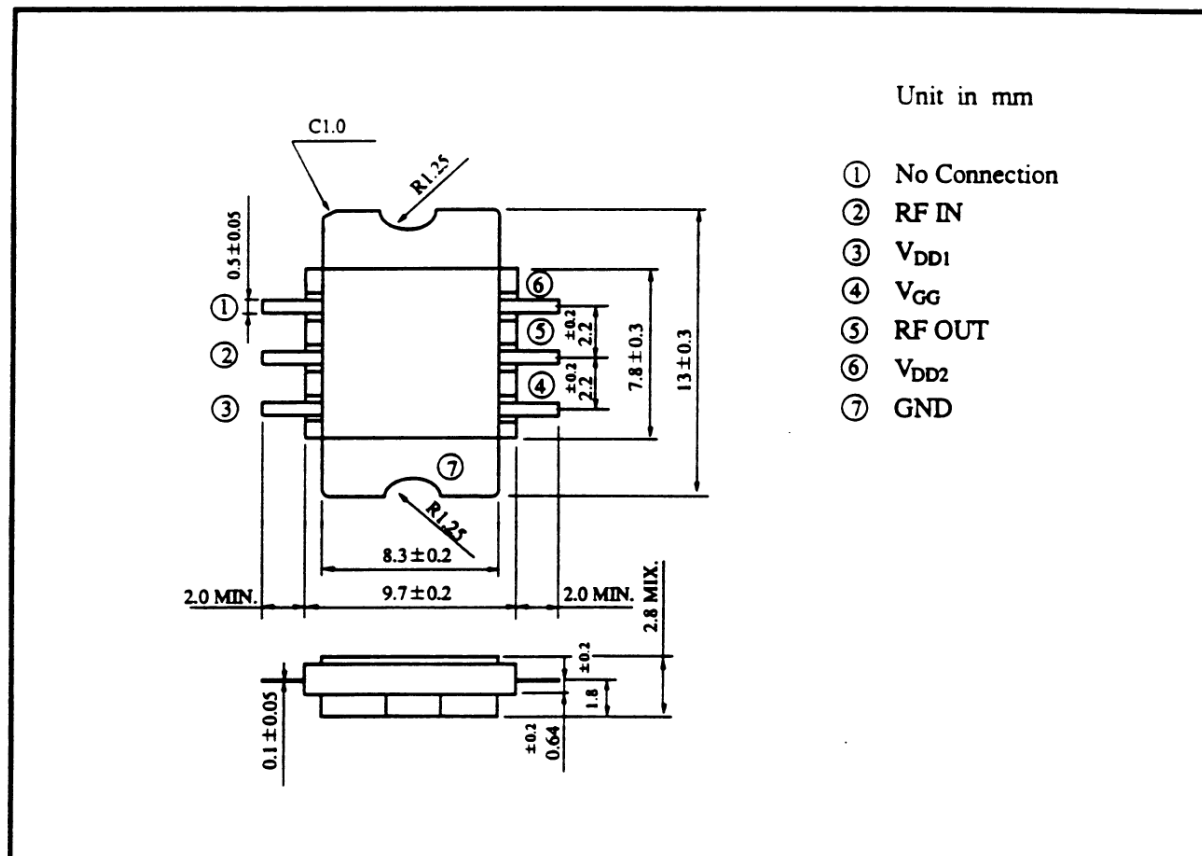 Unit in mm
C1.0
R1.25
① No Connection
② RF IN
③ VDD1
④ VGG
⑤ RF OUT
⑥ VDD2
⑦ GND
0.5±0.05
①
②
③
⑥
⑤
④
⑦
±0.2
2.2
±0.2
2.2
7.8±0.3
13±0.3
R1.25
8.3±0.2
2.0 MIN.
9.7±0.2
2.0 MIN.
2.8 MIX.
±0.2
1.8
0.1±0.05
±0.2
0.64